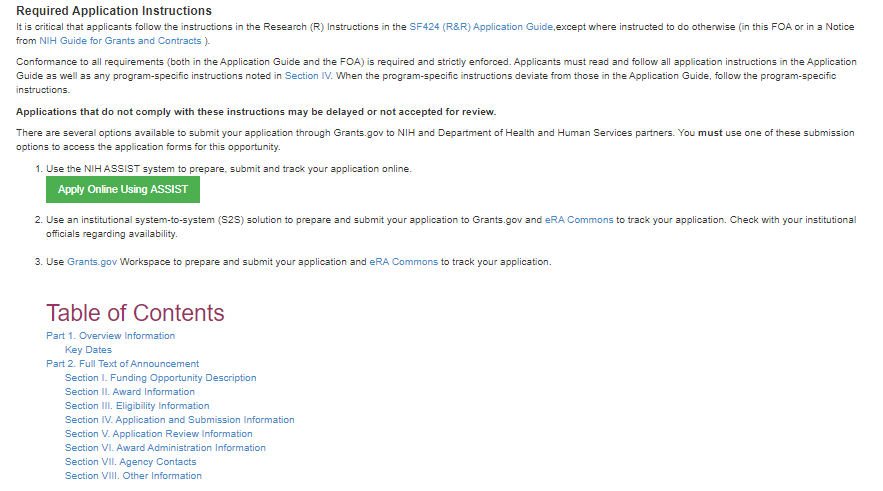 Required Application Instructions
It is critical that applicants follow the instructions in the Research (R) Instructions in the SF424 (R&R) Application Guide,except where instructed to do otherwise (in this FOA or in a Notice
from NIH Guide for Grants and Contracts ).
Conformance to all requirements (both in the Application Guide and the FOA) is required and strictly enforced. Applicants must read and follow all application instructions in the Application
Guide as well as any program-specific instructions noted in Section IV. When the program-specific instructions deviate from those in the Application Guide, follow the program-specific
instructions.
Applications that do not comply with these instructions may be delayed or not accepted for review.
There are several options available to submit your application through Grants.gov to NIH and Department of Health and Human Services partners. You must use one of these submission
options to access the application forms for this opportunity.
1. Use the NIH ASSIST system to prepare, submit and track your application online.
Apply Online Using ASSIST
2. Use an institutional system-to-system (S2S) solution to prepare and submit your application to Grants.gov and eRA Commons to track your application. Check with your institutional
officials regarding availability.
3. Use Grants.gov Workspace to prepare and submit your application and eRA Commons to track your application.
Table of Contents
Part 1. Overview Information
Key Dates
Part 2. Full Text of Announcement
Section I. Funding Opportunity Description
Section II. Award Information
Section III. Eligibility Information
Section IV. Application and Submission Information
Section V. Application Review Information
Section VI. Award Administration Information
Section VII. Agency Contacts
Section VIII. Other Information